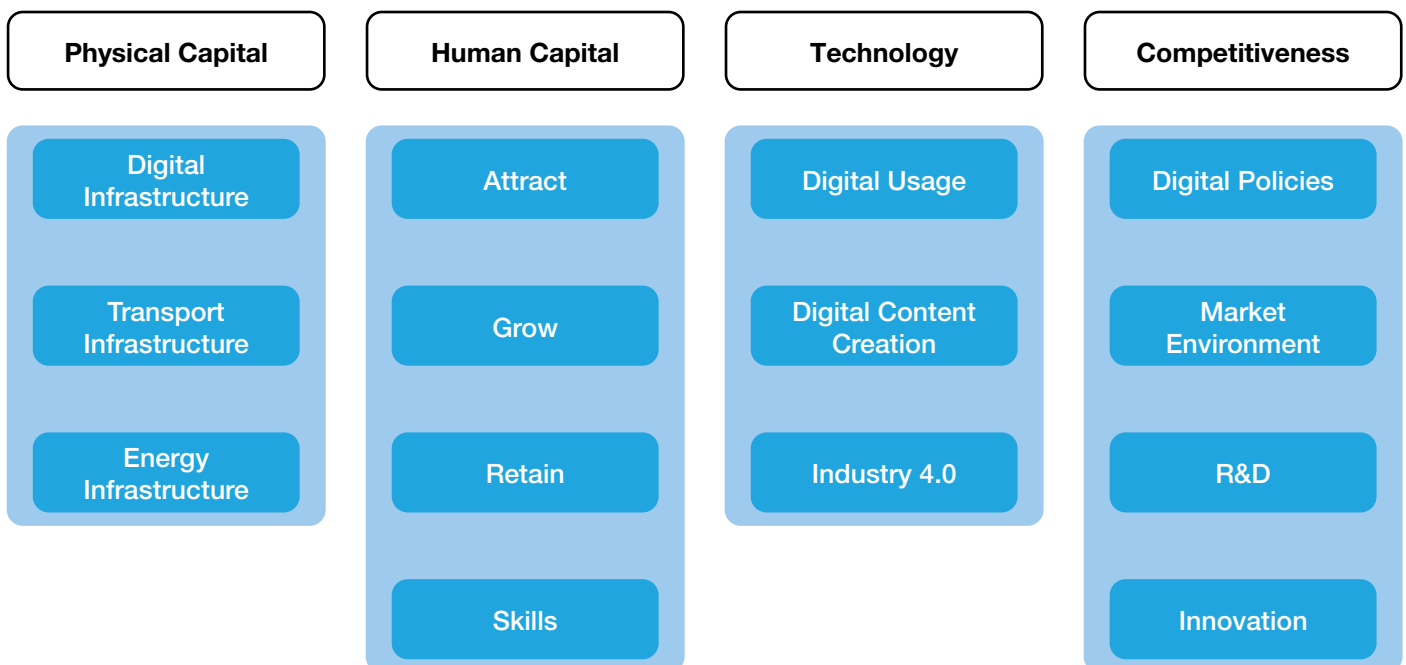 Physical Capital
Human Capital
Technology
Competitiveness
Digital
Infrastructure
Transport
Infrastructure
Energy
Infrastructure
Attract
Grow
Retain
Skills
Digital Usage
Digital Content
Creation
Industry 4.0
Digital Policies
Market
Environment
R&D
Innovation